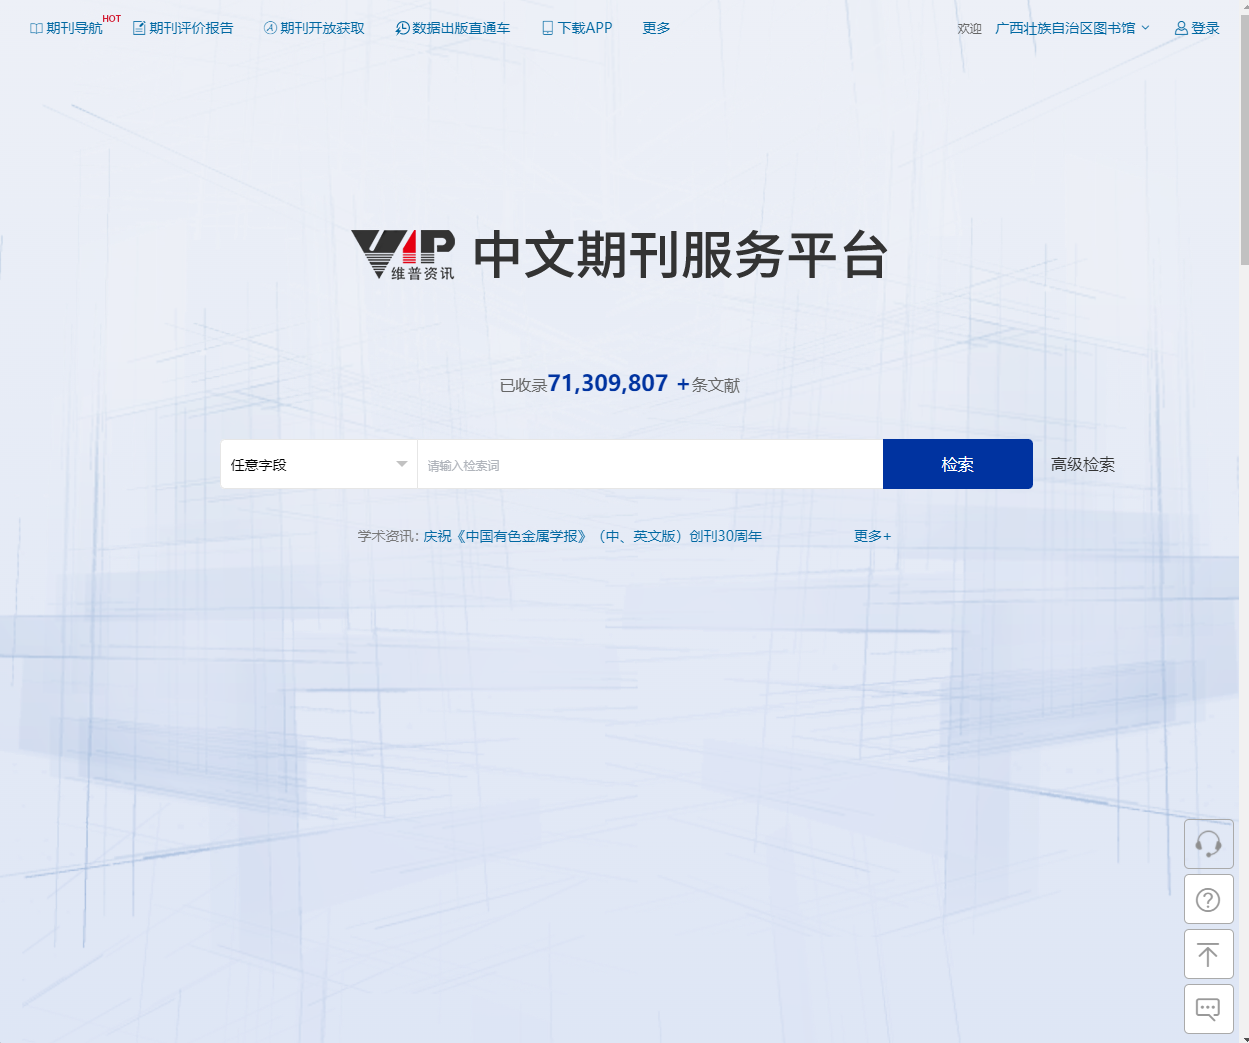 期刊导航 HOT 期刊评价报告 期刊开放获取 数据出版直通车 下载APP 更多 欢迎 广西壮族自治区图书馆 登录
VIP 维普资讯 中文期刊服务平台
已收录71,309,807 +条文献
任意字段 请输入检索词 检索 高级检索
学术资讯: 庆祝《中国有色金属学报》（中、英文版）创刊30周年 更多+